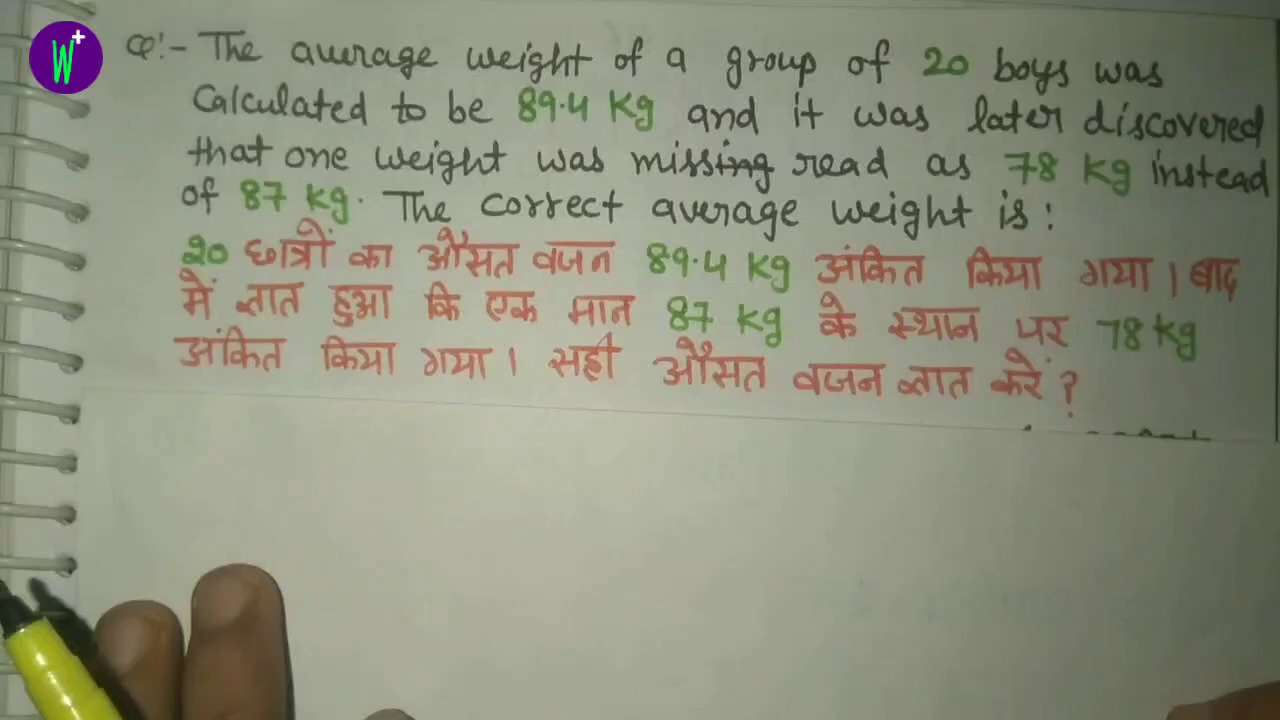 W+
Q:- The average weight of a group of 20 boys was
Calculated to be 89.4 Kg and it was later discovered
that one weight was missing read as 78 Kg instead
of 87 Kg. The correct average weight is:
20 छात्रों का औसत वजन 89.4 Kg अंकित किया गया। बाद
में ज्ञात हुआ कि एक मान 87 Kg के स्थान पर 78 Kg
अंकित किया गया। सही औसत वजन ज्ञात करें?